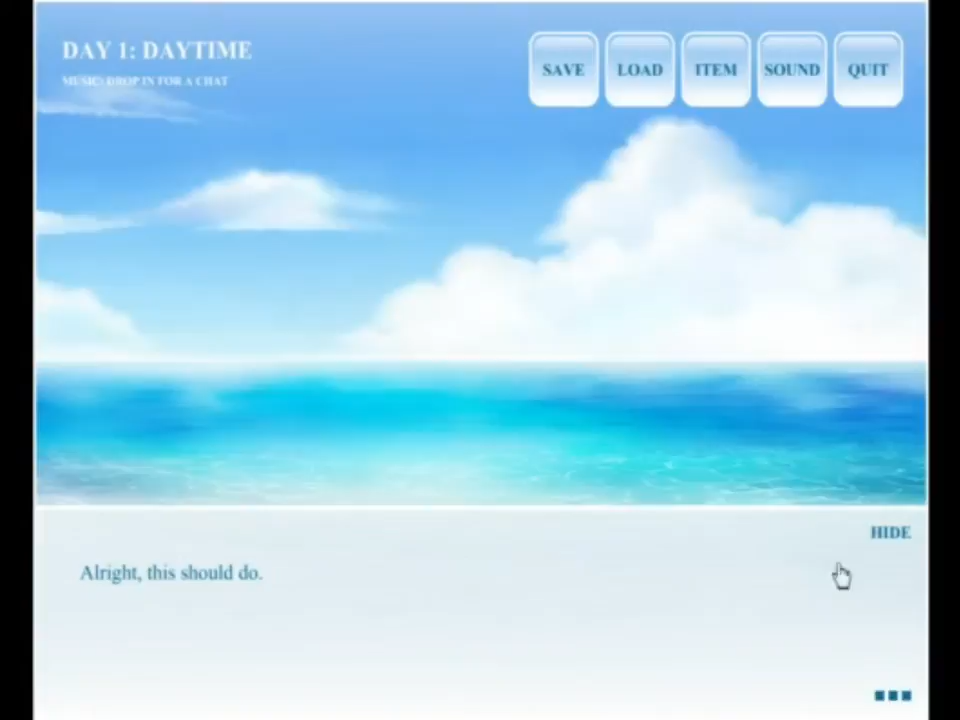 DAY 1: DAYTIME
MUSIC: DROP IN FOR A CHAT
SAVE
LOAD
ITEM
SOUND
QUIT
HIDE
Alright, this should do.